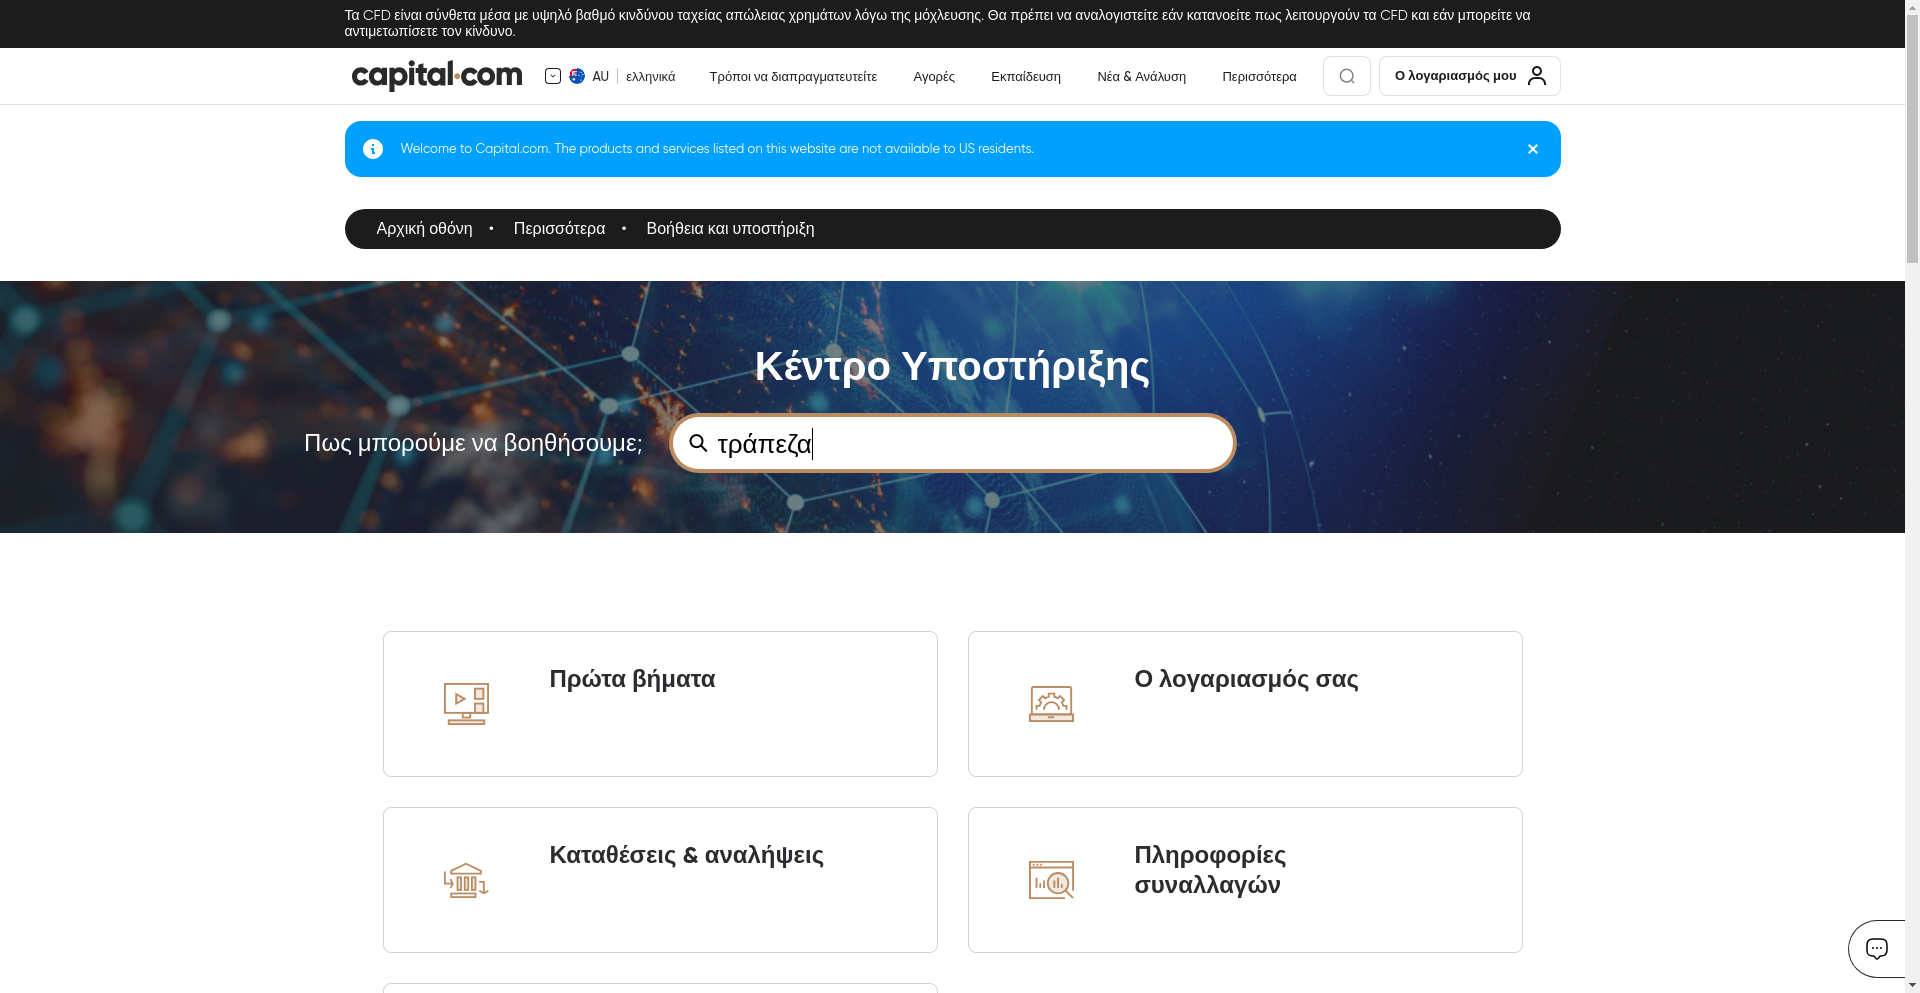 Τα CFD είναι σύνθετα μέσα με υψηλό βαθμό κινδύνου ταχείας απώλειας χρημάτων λόγω της μόχλευσης. Θα πρέπει να αναλογιστείτε εάν κατανοείτε πως λειτουργούν τα CFD και εάν μπορείτε να
αντιμετωπίσετε τον κίνδυνο.
capital.com AU ελληνικά Τρόποι να διαπραγματευτείτε Αγορές Εκπαίδευση Νέα & Ανάλυση Περισσότερα Ο λογαριασμός μου
Welcome to Capital.com. The products and services listed on this website are not available to US residents.
Αρχική οθόνη • Περισσότερα • Βοήθεια και υποστήριξη
Κέντρο Υποστήριξης
Πως μπορούμε να βοηθήσουμε; τράπεζα
Πρώτα βήματα
Ο λογαριασμός σας
Καταθέσεις & αναλήψεις
Πληροφορίες
συναλλαγών